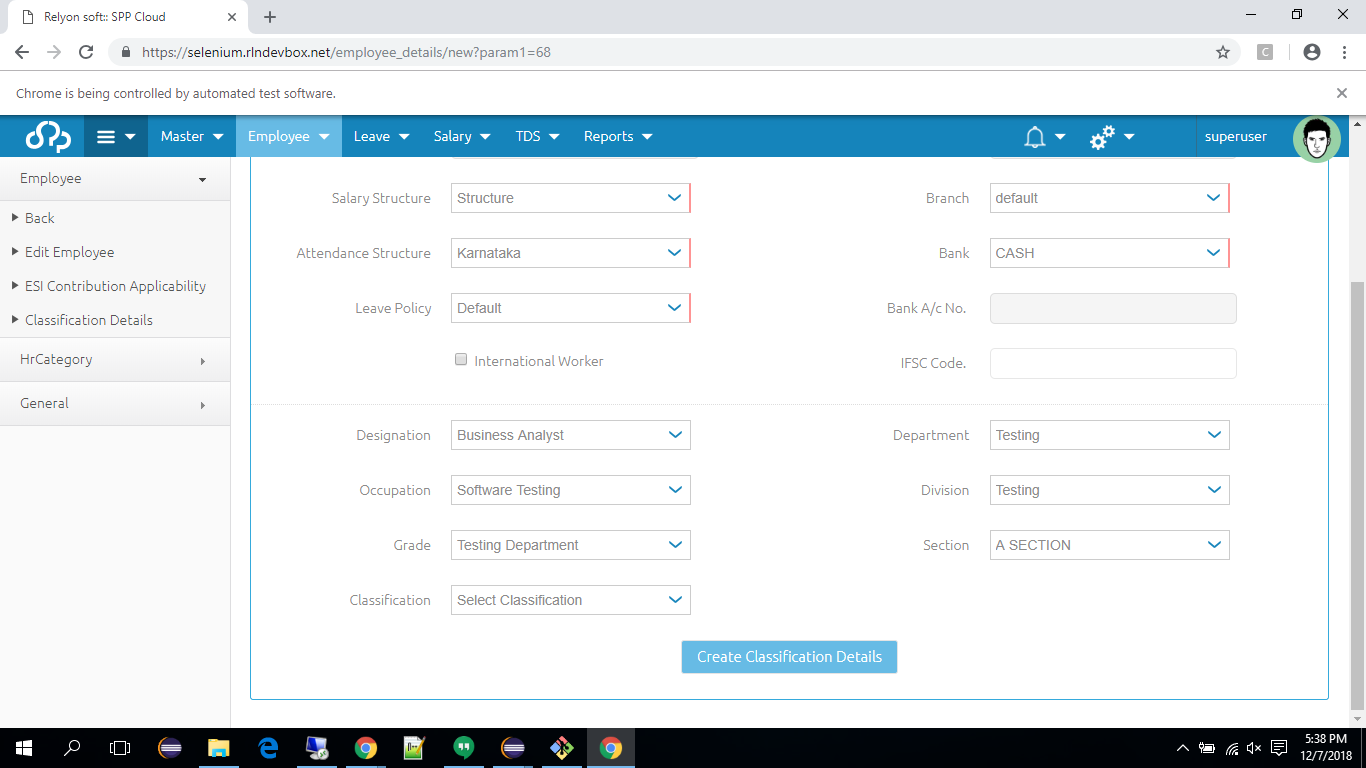 Relyon soft:: SPP Cloud
https://selenium.rlndevbox.net/employee_details/new?param1=68
C
Chrome is being controlled by automated test software.
Master Employee Leave Salary TDS Reports superuser
Employee
Back
Edit Employee
ESI Contribution Applicability
Classification Details
HrCategory
General
Salary Structure Structure Branch default
Attendance Structure Karnataka Bank CASH
Leave Policy Default Bank A/c No.
International Worker IFSC Code.
Designation Business Analyst Department Testing
Occupation Software Testing Division Testing
Grade Testing Department Section A SECTION
Classification Select Classification
Create Classification Details
5:38 PM
12/7/2018